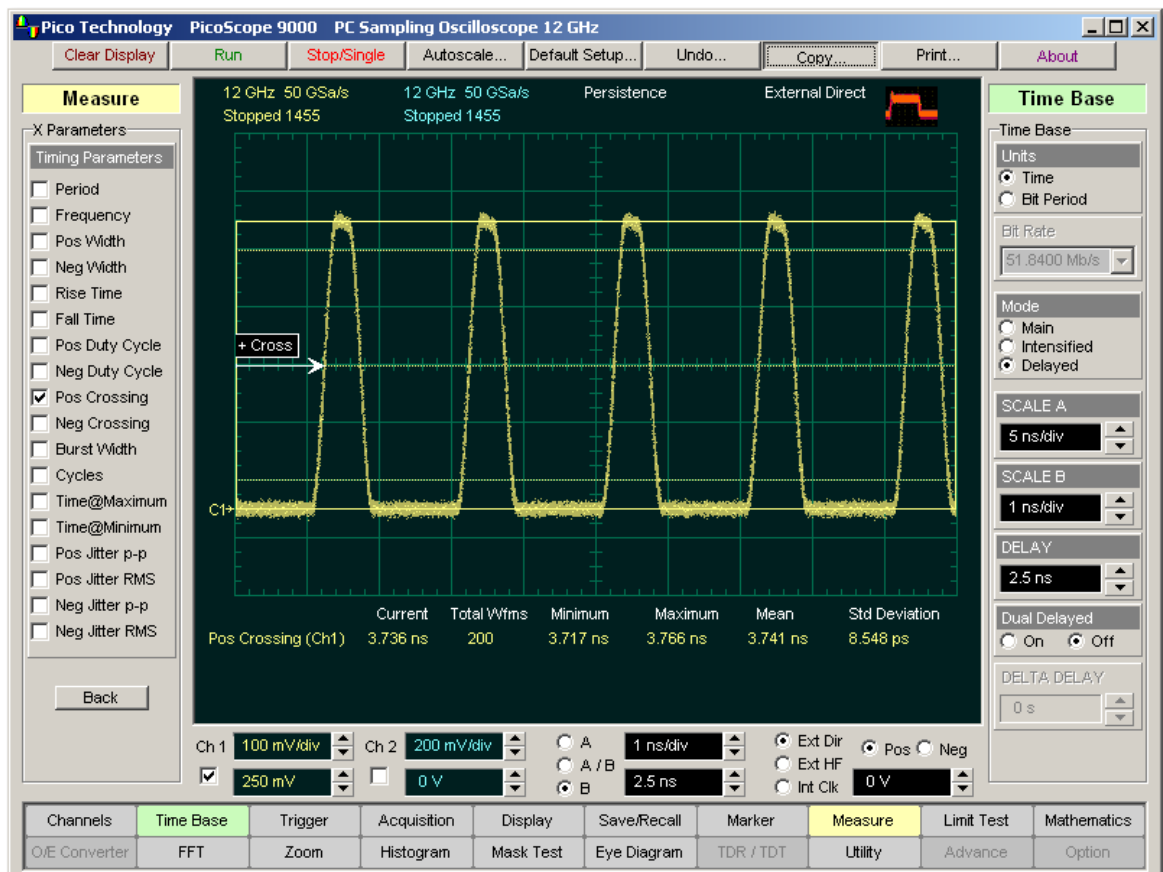 Pico Technology PicoScope 9000 PC Sampling Oscilloscope 12 GHz
Clear Display Run Stop/Single Autoscale... Default Setup... Undo... Copy... Print... About
Measure
X Parameters
Timing Parameters
Period
Frequency
Pos Width
Neg Width
Rise Time
Fall Time
Pos Duty Cycle
Neg Duty Cycle
Pos Crossing
Neg Crossing
Burst Width
Cycles
Time@Maximum
Time@Minimum
Pos Jitter p-p
Pos Jitter RMS
Neg Jitter p-p
Neg Jitter RMS
Back
12 GHz 50 GSa/s 12 GHz 50 GSa/s Persistence External Direct
Stopped 1455 Stopped 1455
+ Cross
C1
Current Total Wfms Minimum Maximum Mean Std Deviation
Pos Crossing (Ch1) 3.736 ns 200 3.717 ns 3.766 ns 3.741 ns 8.548 ps
Time Base
Time Base
Units
Time
Bit Period
Bit Rate
51.8400 Mb/s
Mode
Main
Intensified
Delayed
SCALE A
5 ns/div
SCALE B
1 ns/div
DELAY
2.5 ns
Dual Delayed
On Off
DELTA DELAY
0 s
Ch 1 100 mV/div Ch 2 200 mV/div A 1 ns/div Ext Dir Pos Neg
A / B Ext HF
250 mV 0 V B 2.5 ns Int Clk 0 V
Channels Time Base Trigger Acquisition Display Save/Recall Marker Measure Limit Test Mathematics
O/E Converter FFT Zoom Histogram Mask Test Eye Diagram TDR / TDT Utility Advance Option